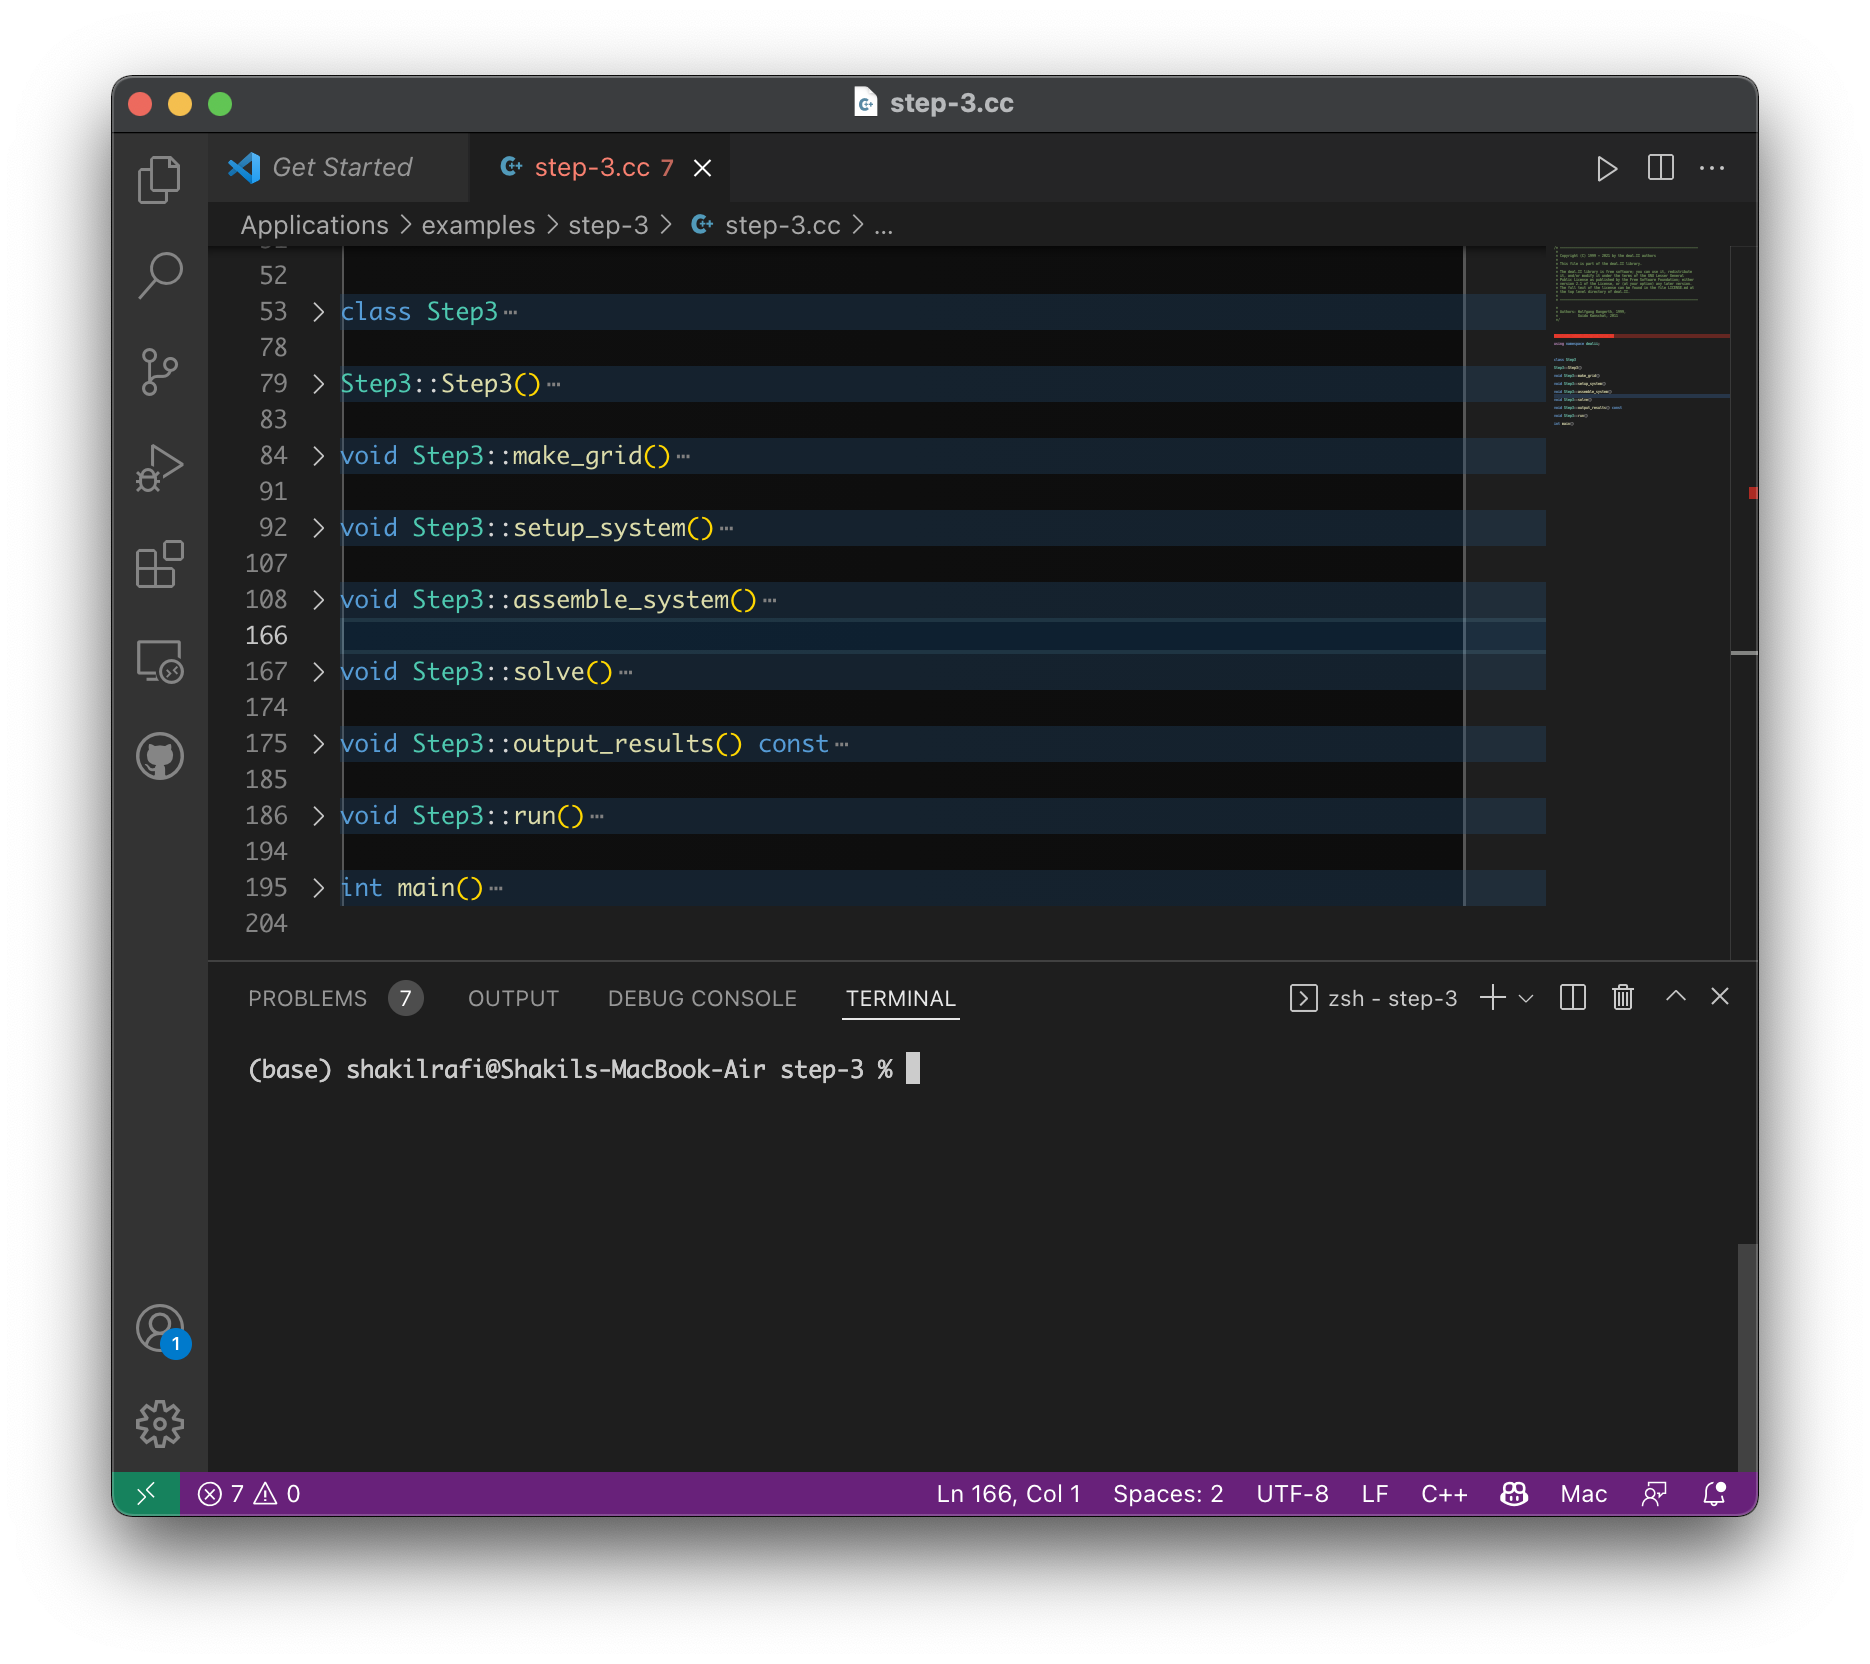 step-3.cc
Get Started
step-3.cc 7
Applications > examples > step-3 > step-3.cc > ...
52
53 class Step3 ⋯
78
79 Step3::Step3() ⋯
83
84 void Step3::make_grid() ⋯
91
92 void Step3::setup_system() ⋯
107
108 void Step3::assemble_system() ⋯
166
167 void Step3::solve() ⋯
174
175 void Step3::output_results() const ⋯
185
186 void Step3::run() ⋯
194
195 int main() ⋯
204
PROBLEMS 7 OUTPUT DEBUG CONSOLE TERMINAL zsh - step-3
(base) shakilrafi@Shakils-MacBook-Air step-3 %
1
7 0 Ln 166, Col 1 Spaces: 2 UTF-8 LF C++ Mac